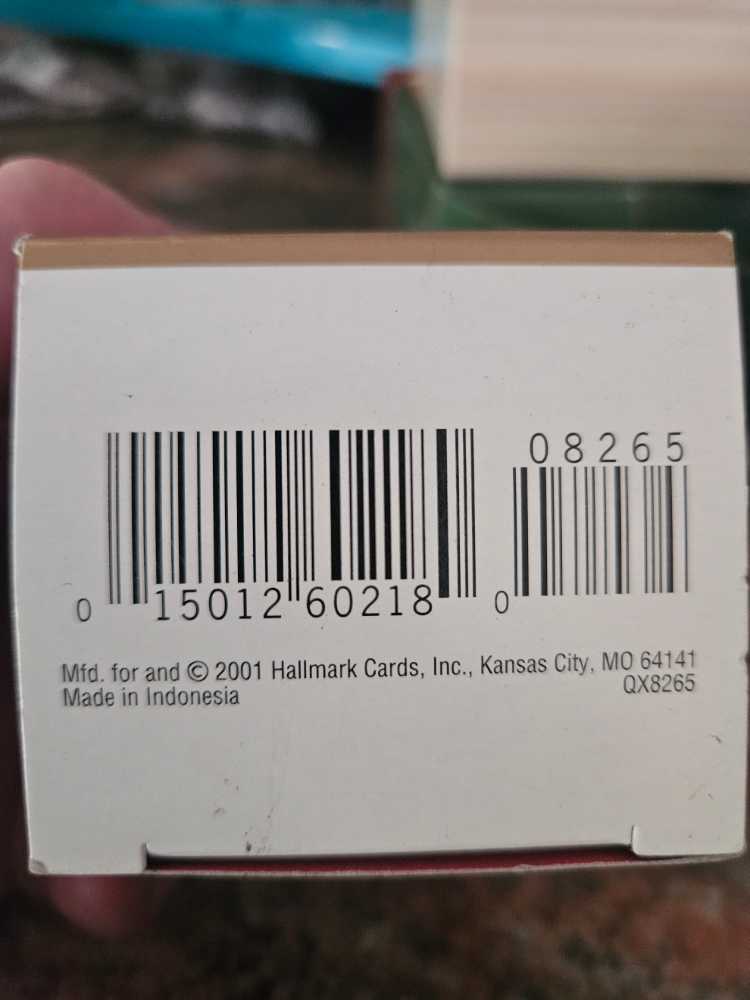 08265
0 15012 60218 0
Mfd. for and © 2001 Hallmark Cards, Inc., Kansas City, MO 64141
Made in Indonesia
QX8265